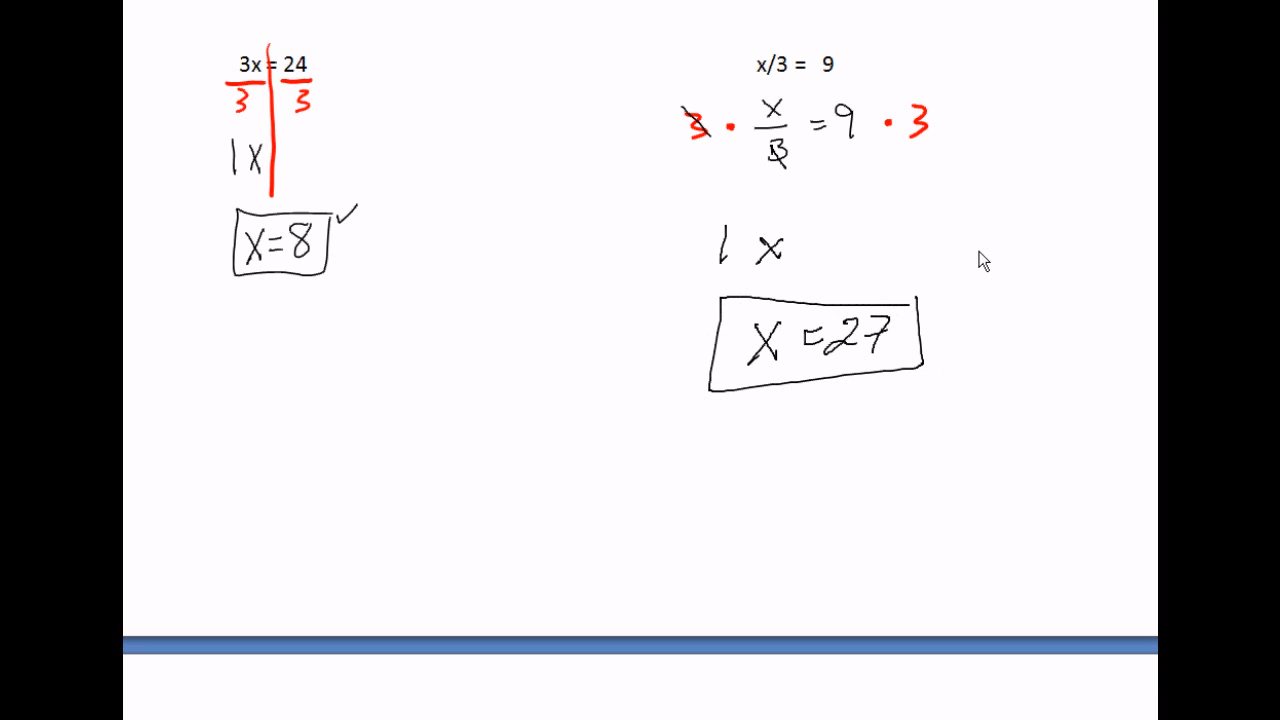 3x = 24
3 3
1x
x=8 ✓
x/3 = 9
3 · x/3 = 9 · 3
1 x
x = 27